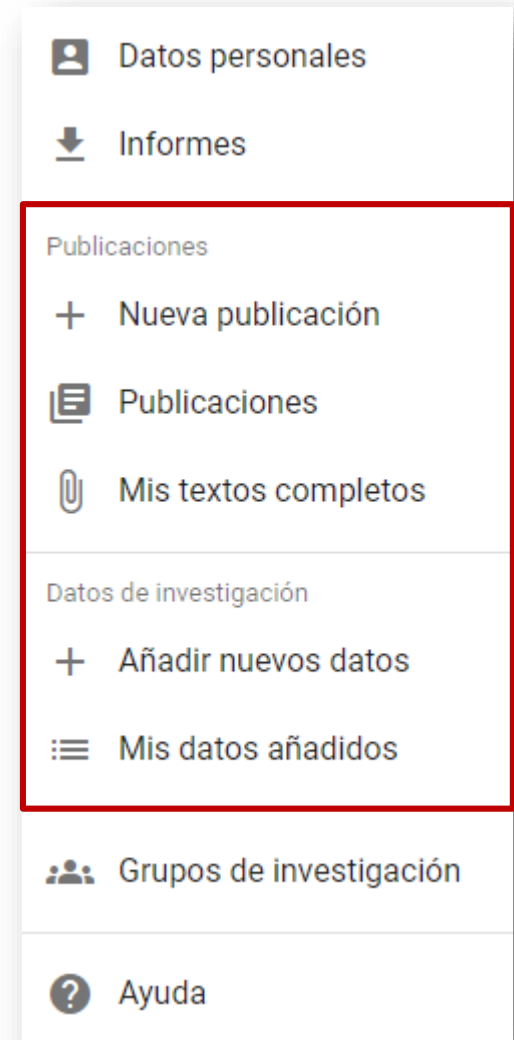 Datos personales
Informes
Publicaciones
Nueva publicación
Publicaciones
Mis textos completos
Datos de investigación
Añadir nuevos datos
Mis datos añadidos
Grupos de investigación
Ayuda